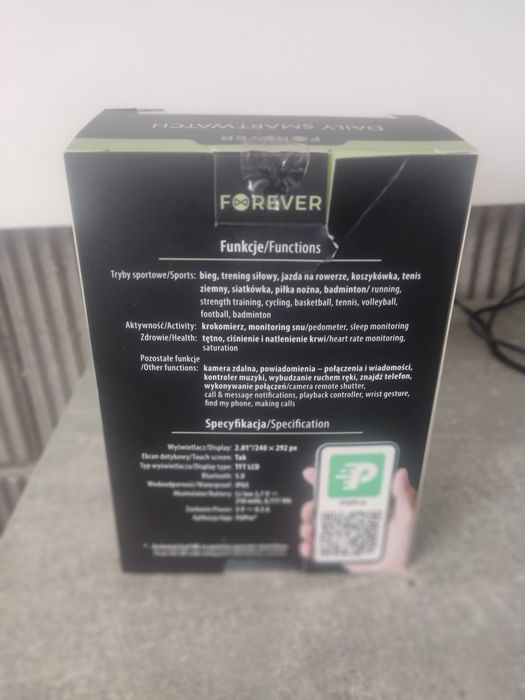 DAILY SMARTWATCH
FOREVER
FOREVER
Funkcje/Functions
Tryby sportowe/Sports: bieg, trening siłowy, jazda na rowerze, koszykówka, tenis
ziemny, siatkówka, piłka nożna, badminton/ running,
strength training, cycling, basketball, tennis, volleyball,
football, badminton
Aktywność/Activity: krokomierz, monitoring snu/pedometer, sleep monitoring
Zdrowie/Health: tętno, ciśnienie i natlenienie krwi/heart rate monitoring,
saturation
Pozostałe funkcje
/Other functions: kamera zdalna, powiadomienia – połączenia i wiadomości,
kontroler muzyki, wybudzanie ruchem ręki, znajdź telefon,
wykonywanie połączeń/camera remote shutter,
call & message notifications, playback controller, wrist gesture,
find my phone, making calls
Specyfikacja/Specification
Wyświetlacz/Display: 2.01"/240 × 292 px
Ekran dotykowy/Touch screen: Tak
Typ wyświetlacza/Display type: TFT LCD
Bluetooth: 5.0
Wodoodporność/Waterproof:
Akumulator/Battery:
Zasilanie/Power:
Aplikacja/App: